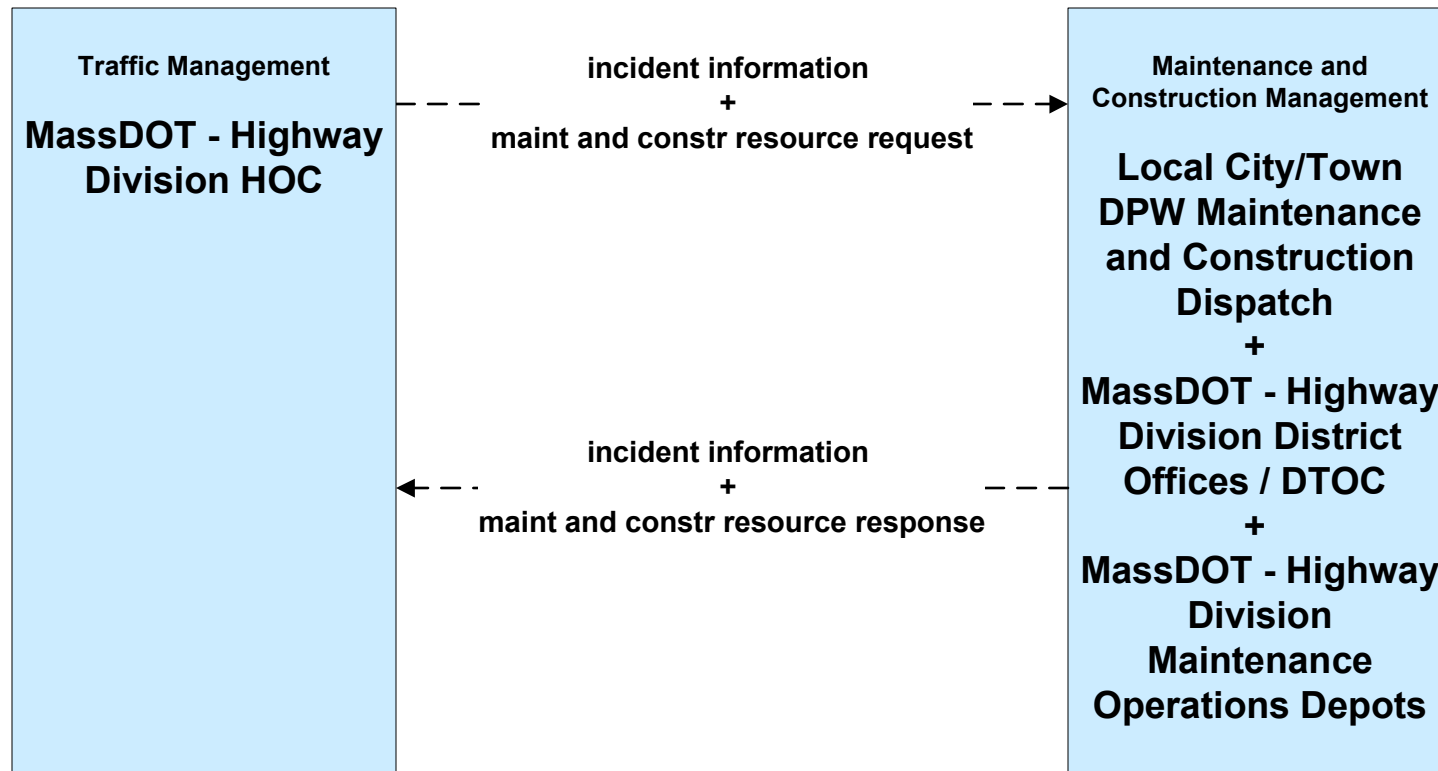 Traffic Management
MassDOT - Highway
Division HOC
incident information
+
maint and constr resource request
incident information
+
maint and constr resource response
Maintenance and
Construction Management
Local City/Town
DPW Maintenance
and Construction
Dispatch
+
MassDOT - Highway
Division District
Offices / DTOC
+
MassDOT - Highway
Division
Maintenance
Operations Depots